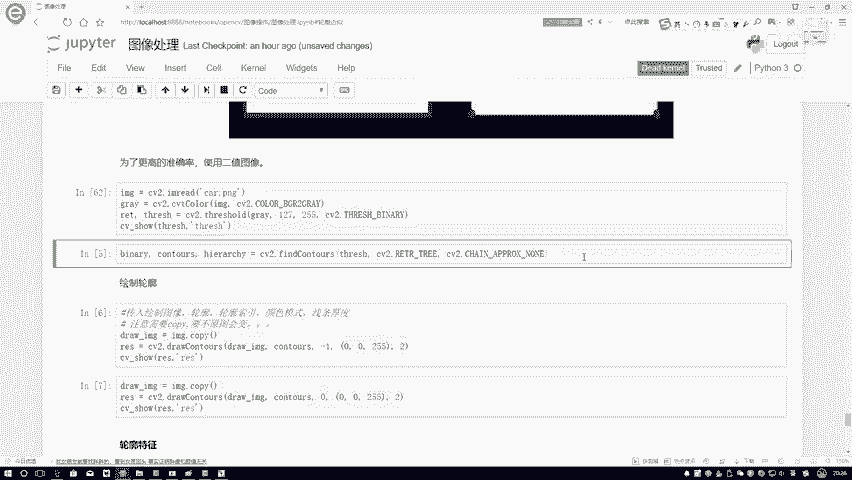 图像处理
http://localhost:8888/notebooks/opencv/图像操作/图像处理.ipynb#轮廓近似
jupyter 图像处理 Last Checkpoint: an hour ago (unsaved changes)
Logout
File Edit View Insert Cell Kernel Widgets Help
Dead kernel Trusted Python 3
Code
为了更高的准确率，使用二值图像。
In [62]: img = cv2.imread('car.png')
gray = cv2.cvtColor(img, cv2.COLOR_BGR2GRAY)
ret, thresh = cv2.threshold(gray, 127, 255, cv2.THRESH_BINARY)
cv_show(thresh,'thresh')
In [5]: binary, contours, hierarchy = cv2.findContours(thresh, cv2.RETR_TREE, cv2.CHAIN_APPROX_NONE
绘制轮廓
In [6]: #传入绘制图像，轮廓，轮廓索引，颜色模式，线条厚度
# 注意需要copy,要不原图会变。。。
draw_img = img.copy()
res = cv2.drawContours(draw_img, contours, -1, (0, 0, 255), 2)
cv_show(res,'res')
In [7]: draw_img = img.copy()
res = cv2.drawContours(draw_img, contours, 0, (0, 0, 255), 2)
cv_show(res,'res')
轮廓特征
20:26